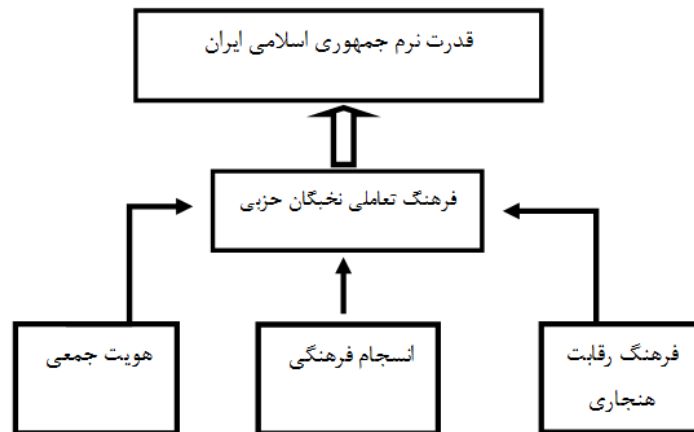 قدرت نرم جمهوری اسلامی ایران
فرهنگ تعاملی نخبگان حزبی
فرهنگ رقابت
هنجاری
انسجام فرهنگی
هویت جمعی